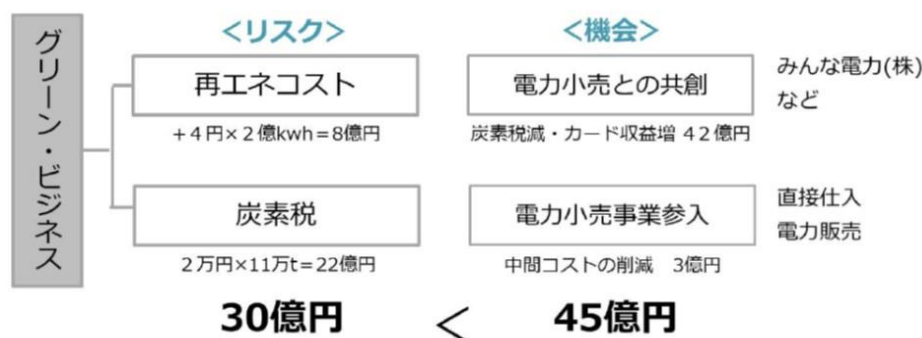 グリーン・ビジネス
<リスク>
再エネコスト
+4円×2億kwh=8億円
炭素税
2万円×11万t=22億円
30億円
<
<機会>
電力小売との共創
炭素税減・カード収益増 42億円
みんな電力(株)
など
電力小売事業参入
中間コストの削減 3億円
直接仕入
電力販売
45億円